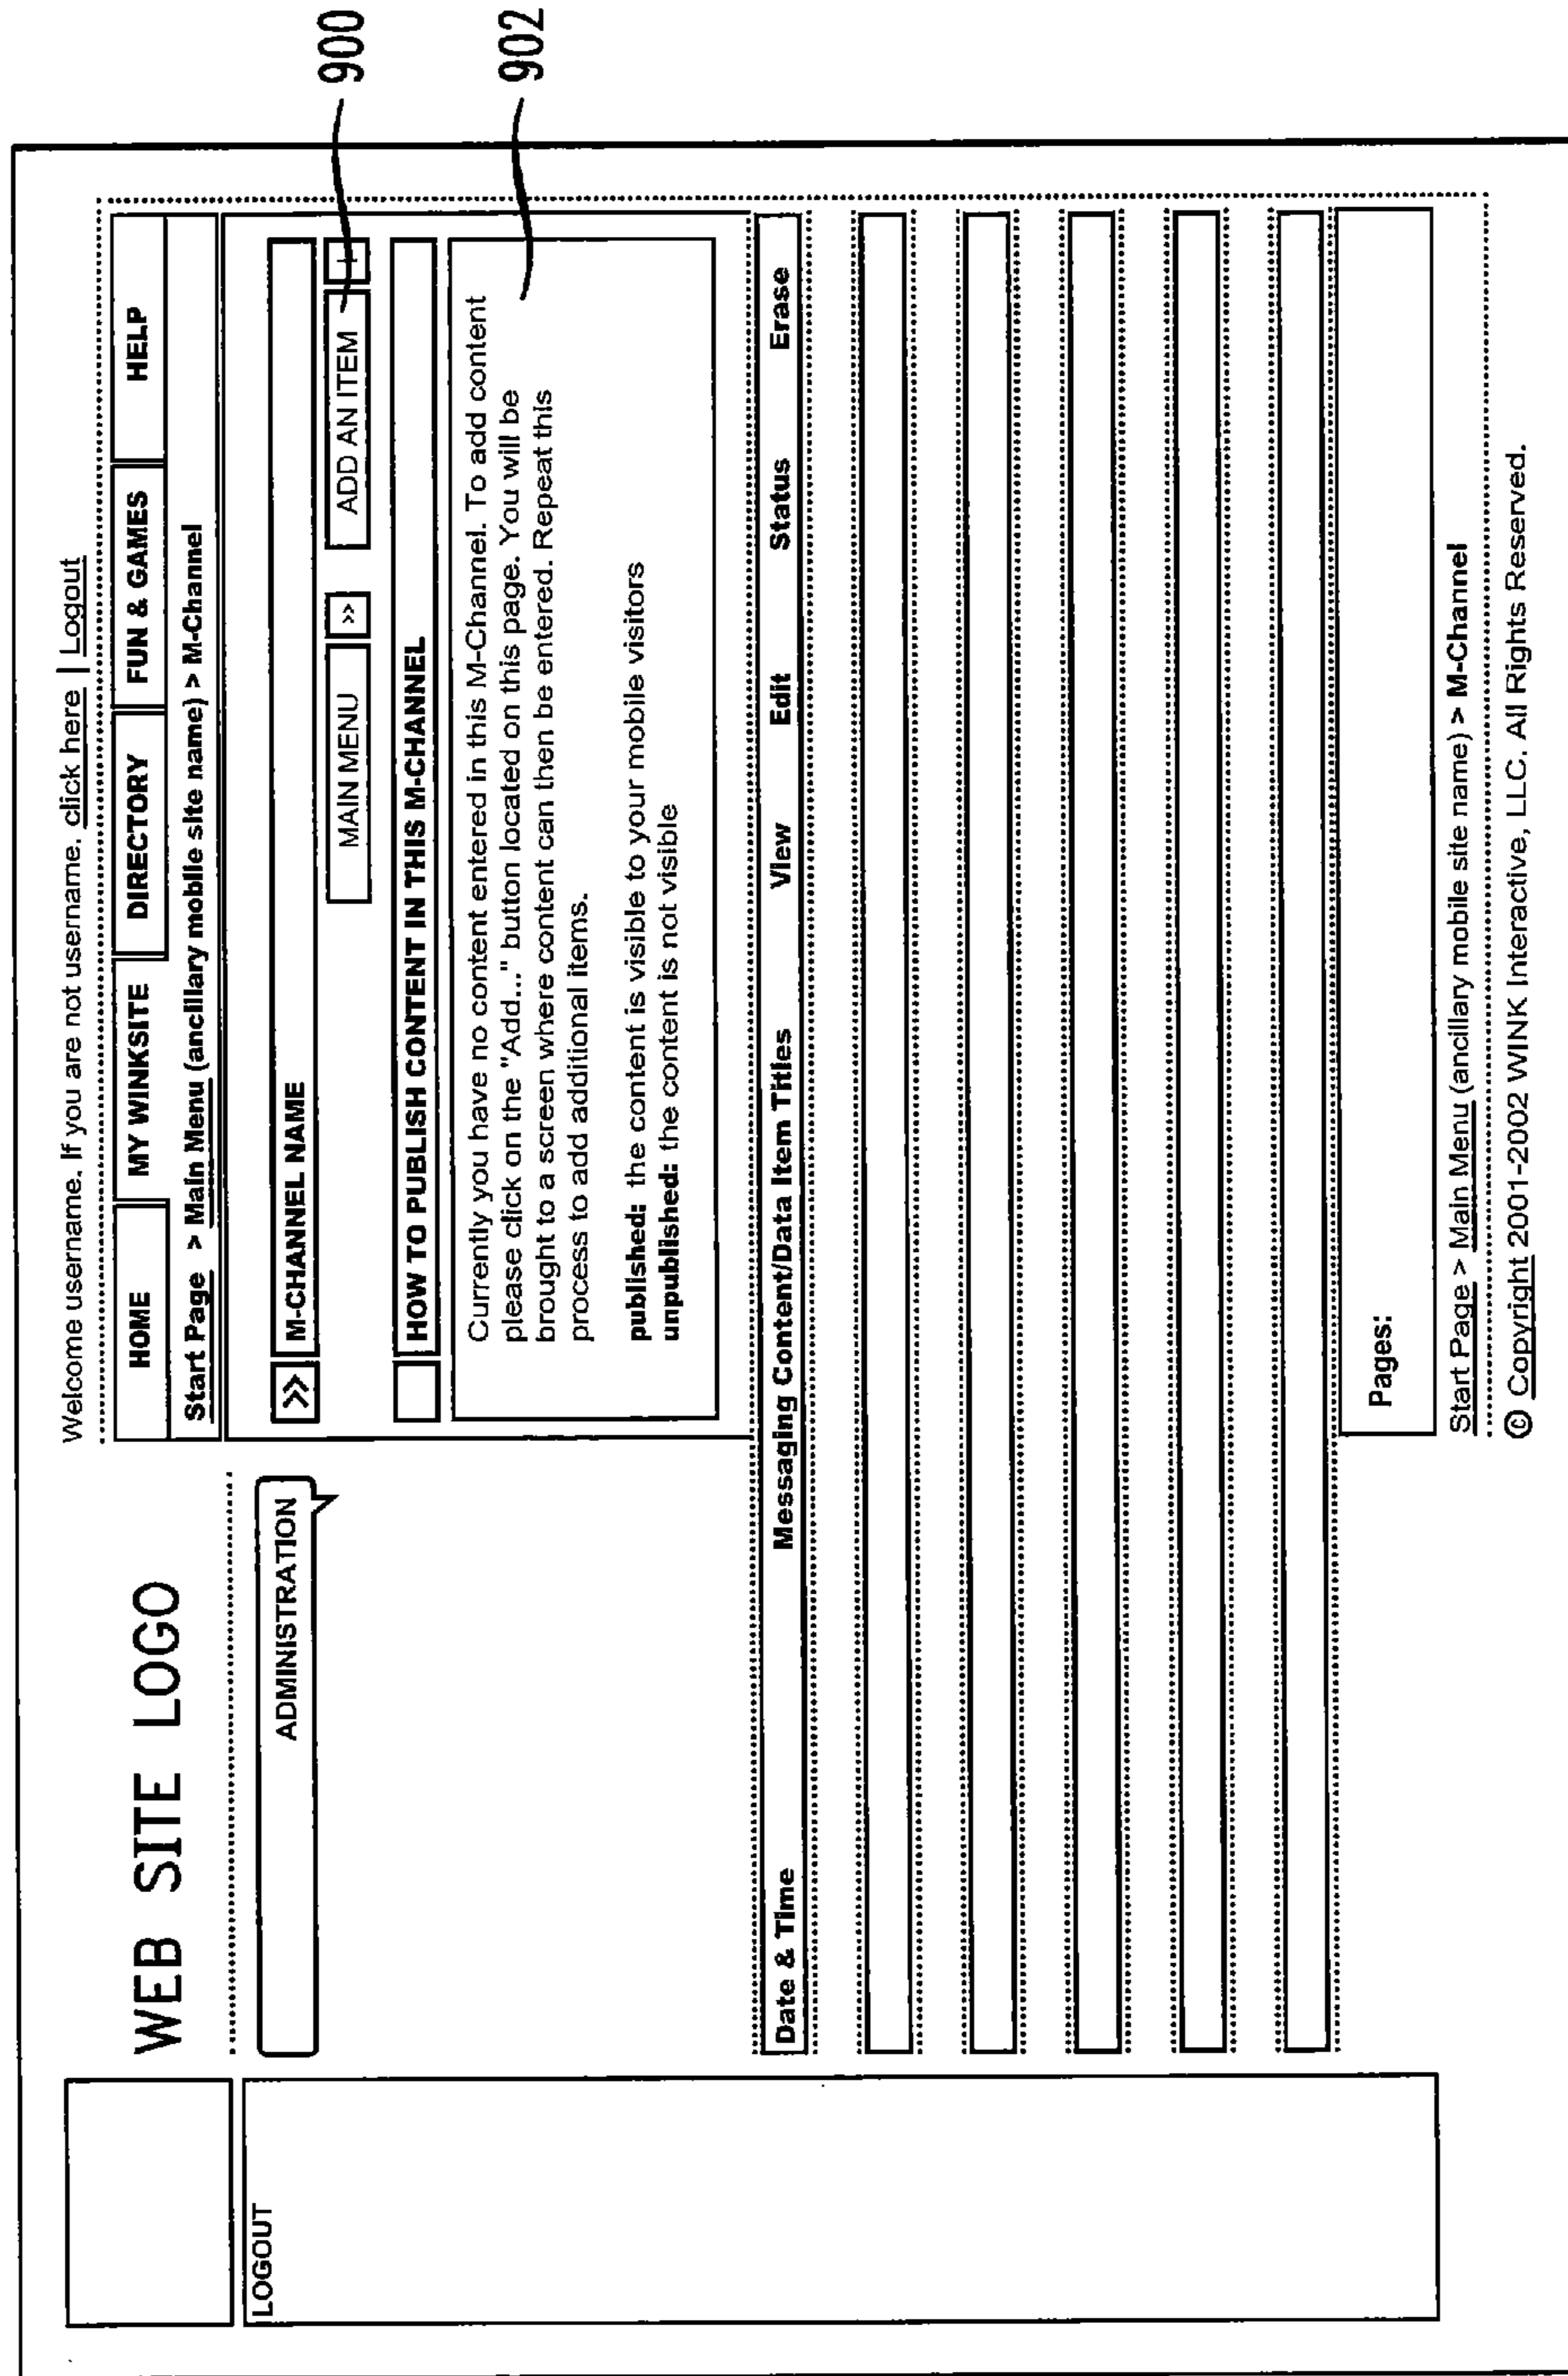 Welcome username. If you are not username, click here | Logout
WEB SITE LOGO
HOME MY WINKSITE DIRECTORY FUN & GAMES HELP
Start Page > Main Menu (ancillary mobile site name) > M-Channel
LOGOUT
ADMINISTRATION
>> M-CHANNEL NAME
MAIN MENU >> ADD AN ITEM +
900
HOW TO PUBLISH CONTENT IN THIS M-CHANNEL
Currently you have no content entered in this M-Channel. To add content
please click on the "Add..." button located on this page. You will be
brought to a screen where content can then be entered. Repeat this
process to add additional items.
902
published: the content is visible to your mobile visitors
unpublished: the content is not visible
Date & Time Messaging Content/Data Item Titles View Edit Status Erase
Pages:
Start Page > Main Menu (ancillary mobile site name) > M-Channel
© Copyright 2001-2002 WINK Interactive, LLC. All Rights Reserved.